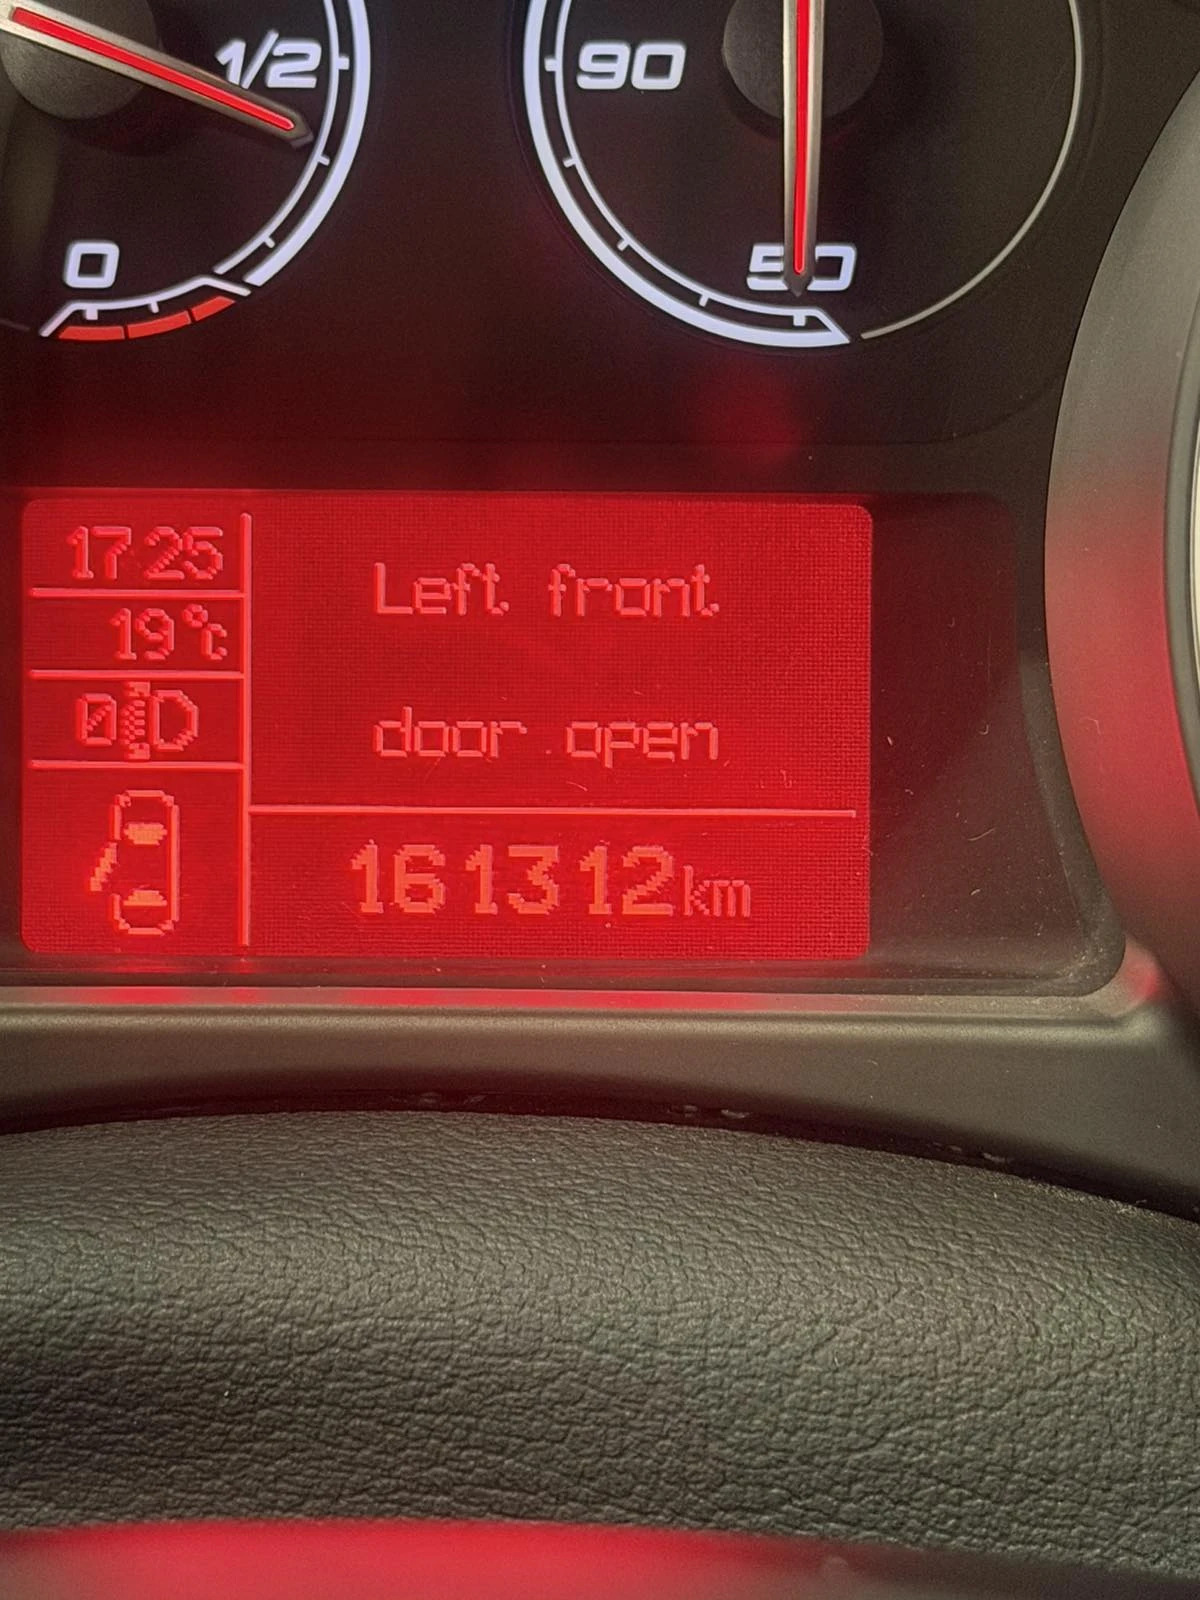 1/2
90
0
50
17 25
19°c
0
Left front
door open
161312km